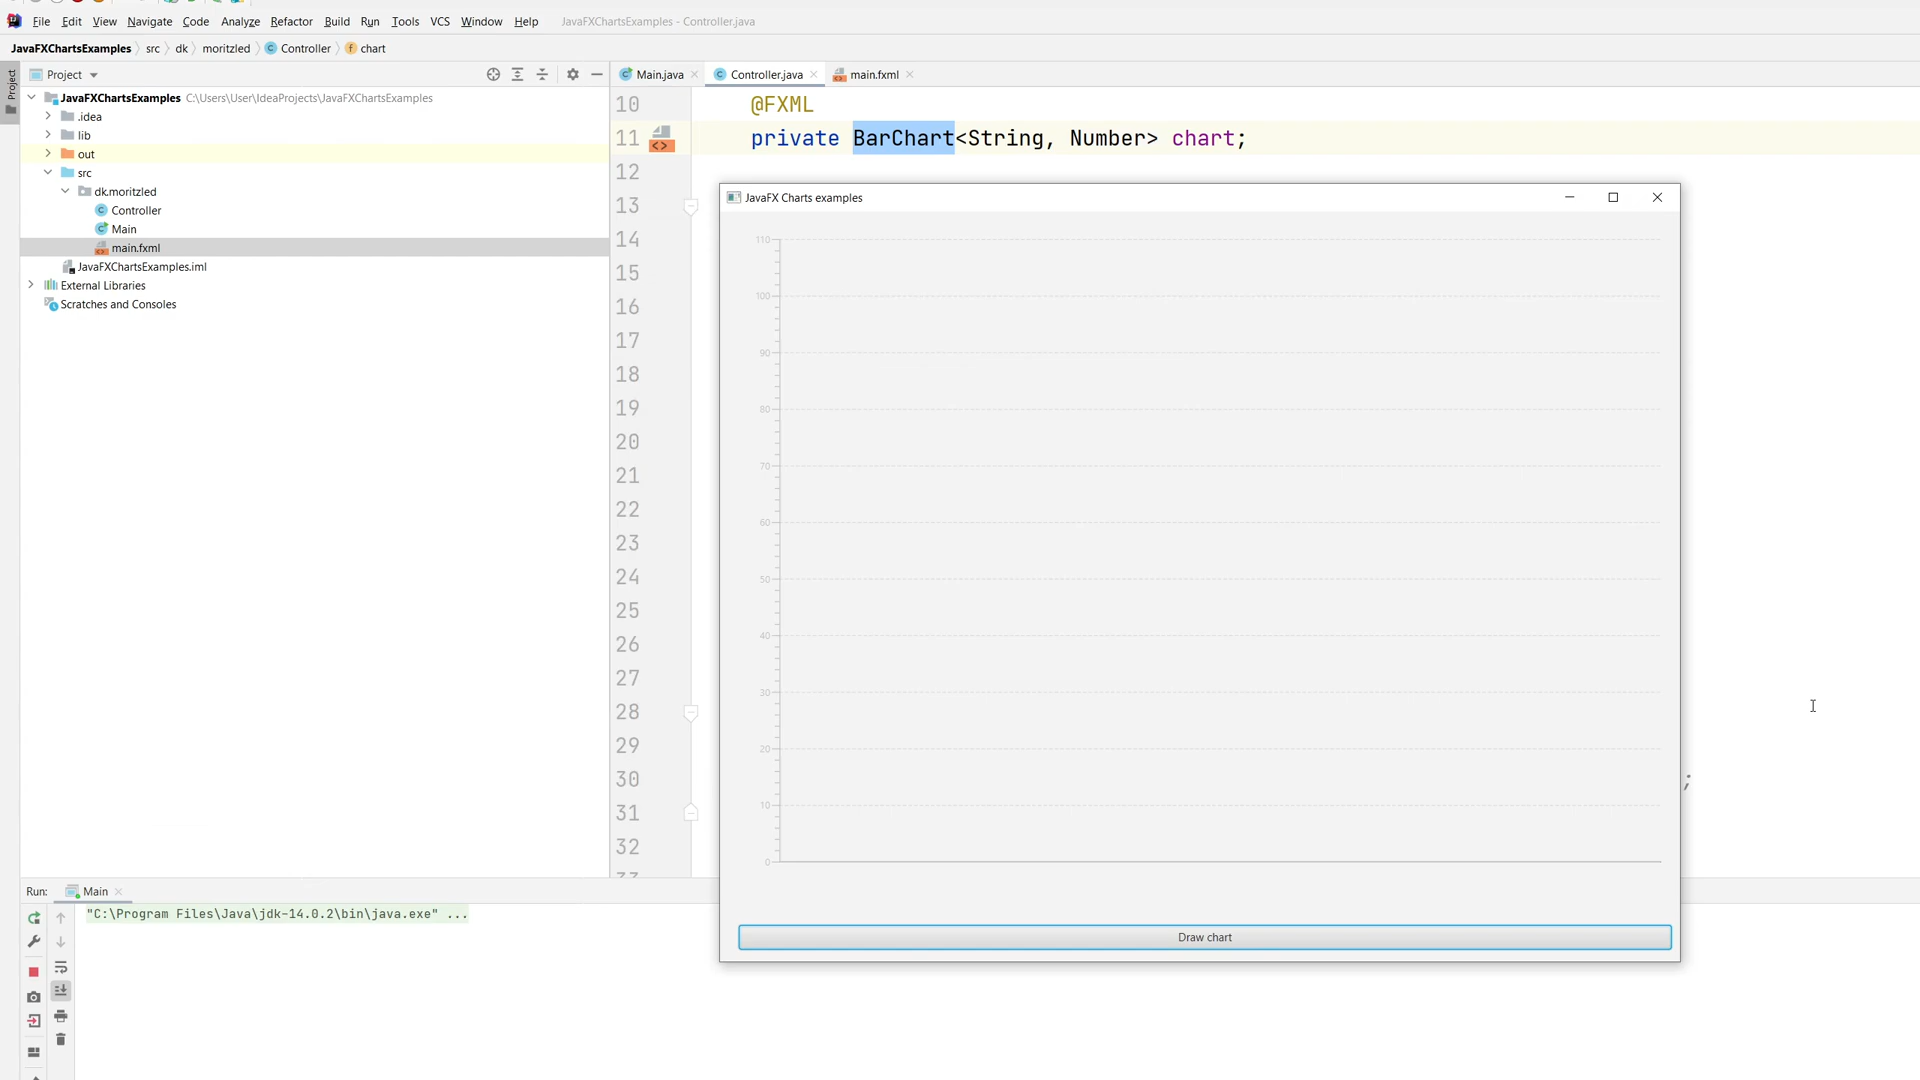 File Edit View Navigate Code Analyze Refactor Build Run Tools VCS Window Help JavaFXChartsExamples - Controller.java
JavaFXChartsExamples src dk moritzled Controller chart
Project
Project
Main.java Controller.java main.fxml
JavaFXChartsExamples C:\Users\User\IdeaProjects\JavaFXChartsExamples
.idea
lib
out
src
dk.moritzled
Controller
Main
main.fxml
JavaFXChartsExamples.iml
External Libraries
Scratches and Consoles
10 @FXML
11 private BarChart<String, Number> chart;
12
13
14
15
16
17
18
19
20
21
22
23
24
25
26
27
28
29
30 ;
31
32
JavaFX Charts examples
110
100
90
80
70
60
50
40
30
20
10
0
Draw chart
Run: Main
"C:\Program Files\Java\jdk-14.0.2\bin\java.exe" ...